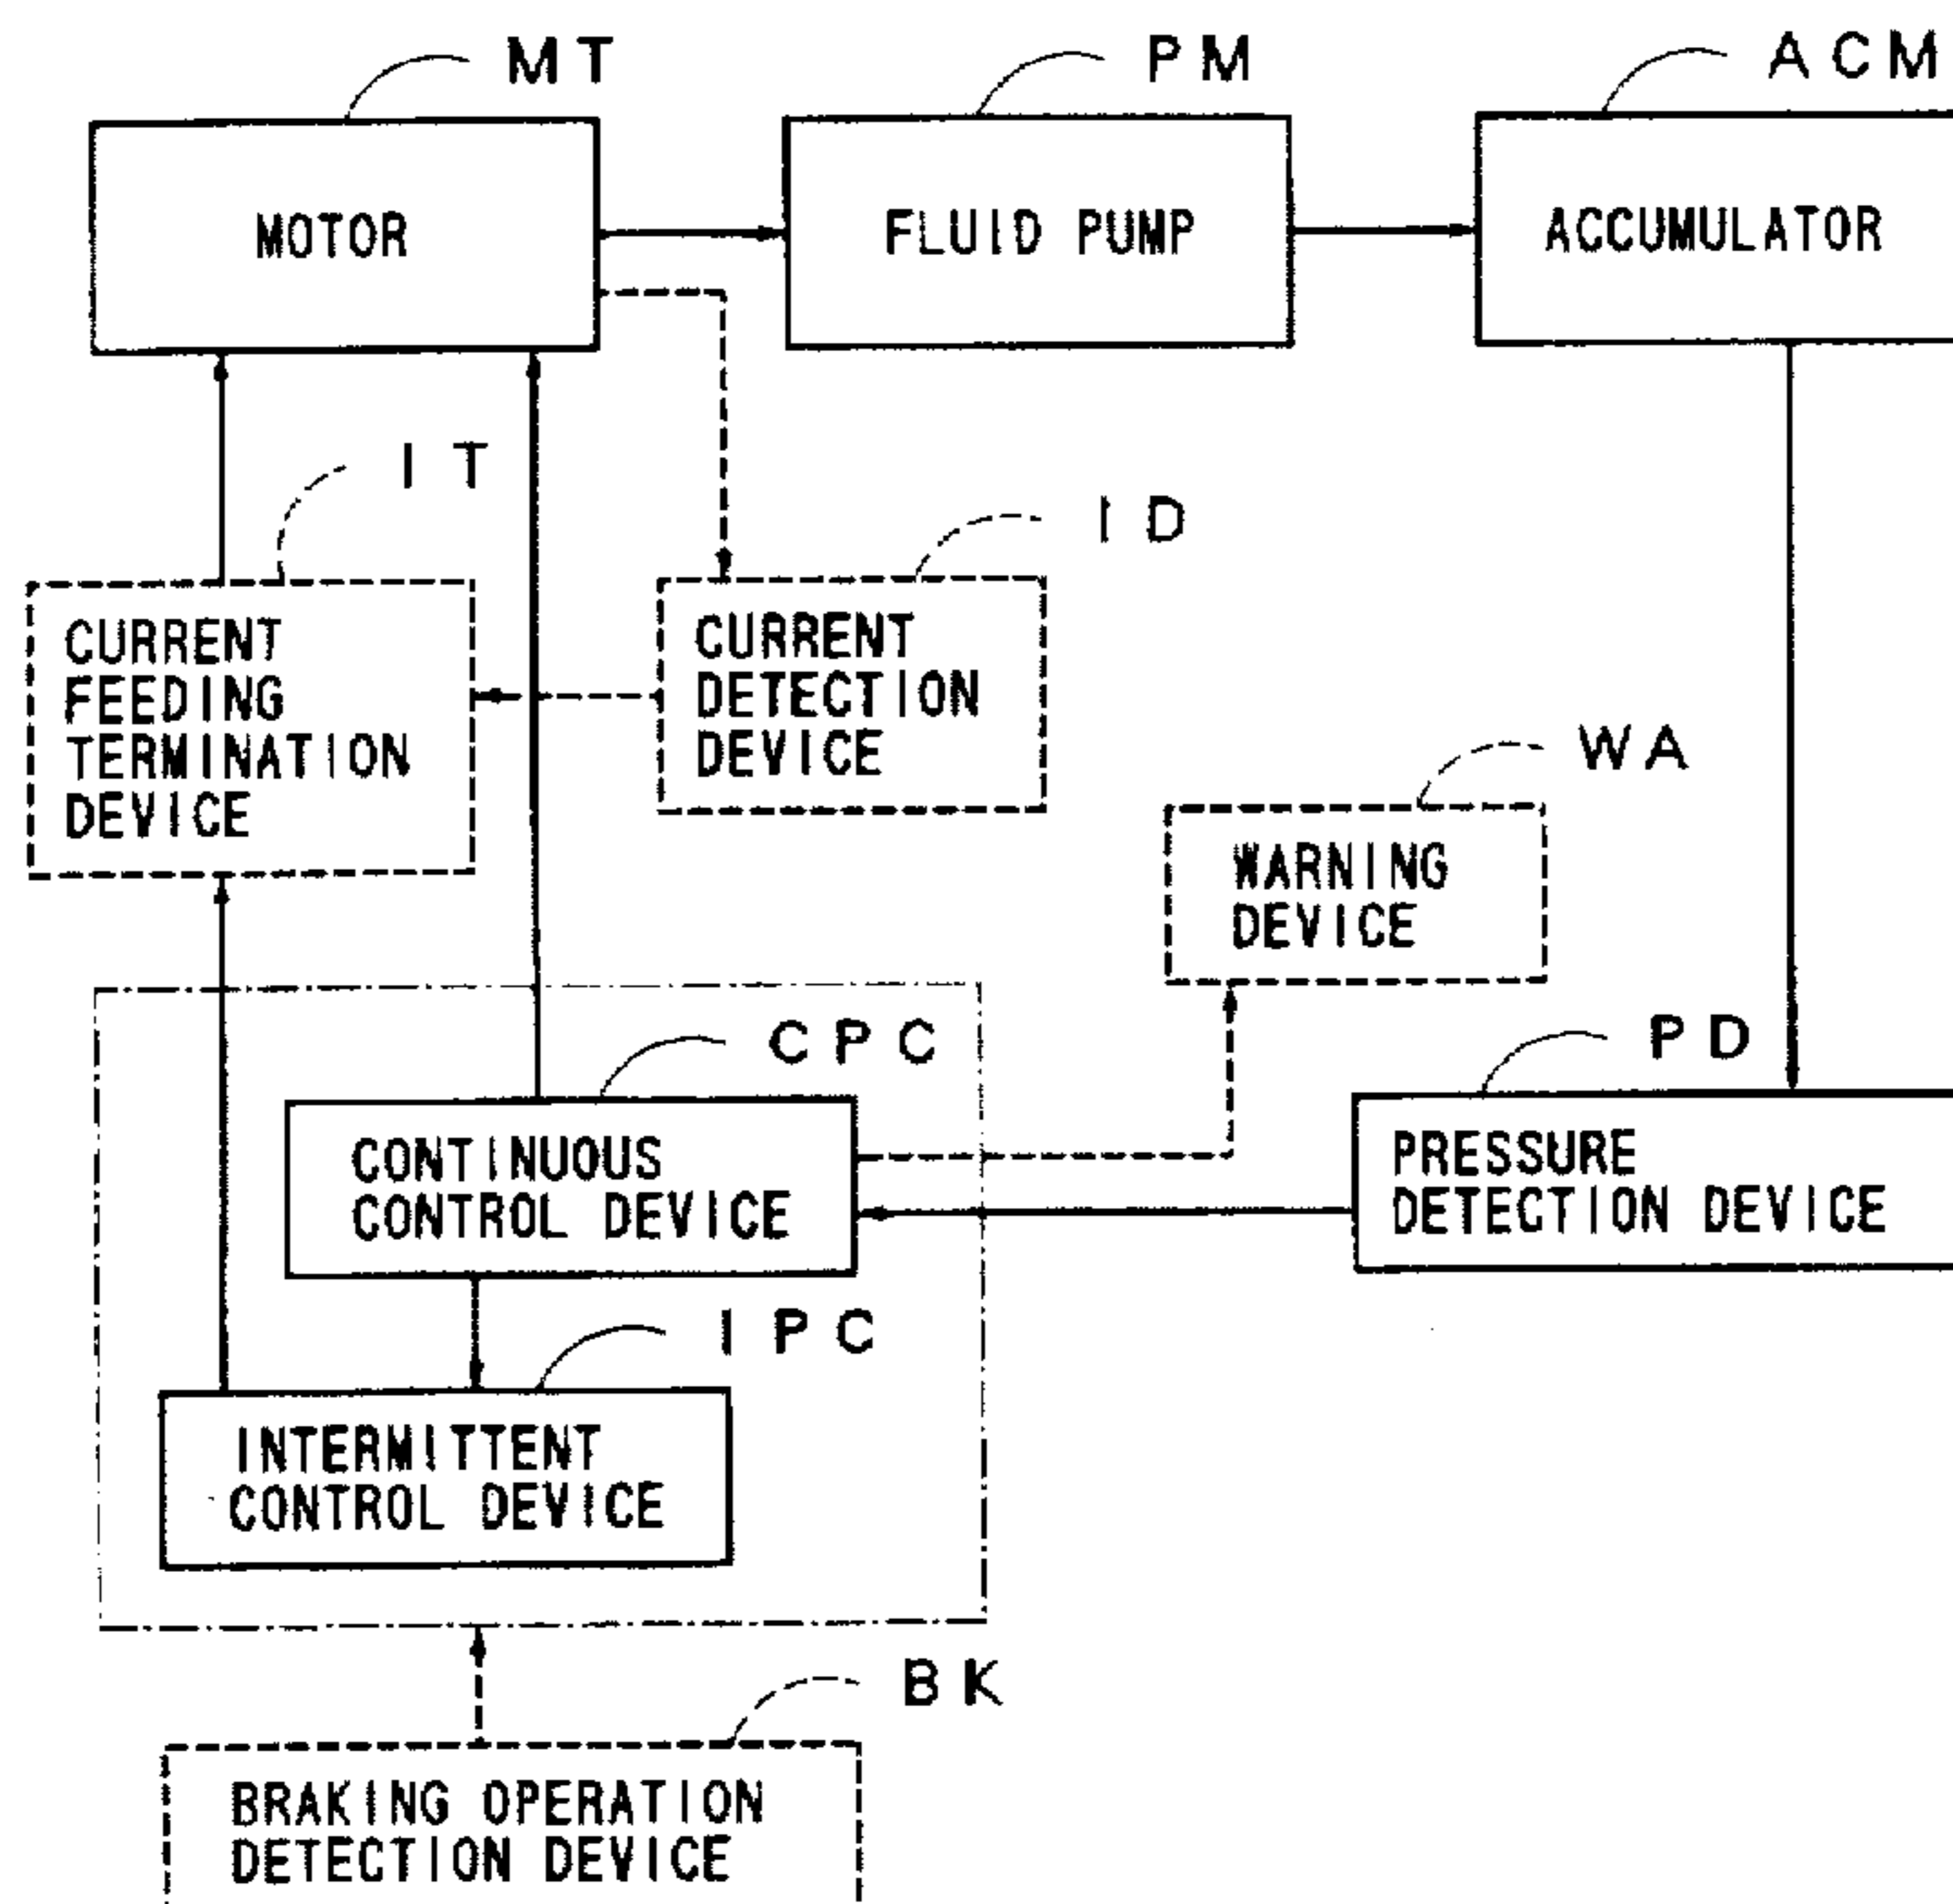 MT
PM
ACM
MOTOR
FLUID PUMP
ACCUMULATOR
IT
ID
CURRENT
FEEDING
TERMINATION
DEVICE
CURRENT
DETECTION
DEVICE
WA
WARNING
DEVICE
CPC
PD
CONTINUOUS
CONTROL DEVICE
PRESSURE
DETECTION DEVICE
IPC
INTERMITTENT
CONTROL DEVICE
BK
BRAKING OPERATION
DETECTION DEVICE